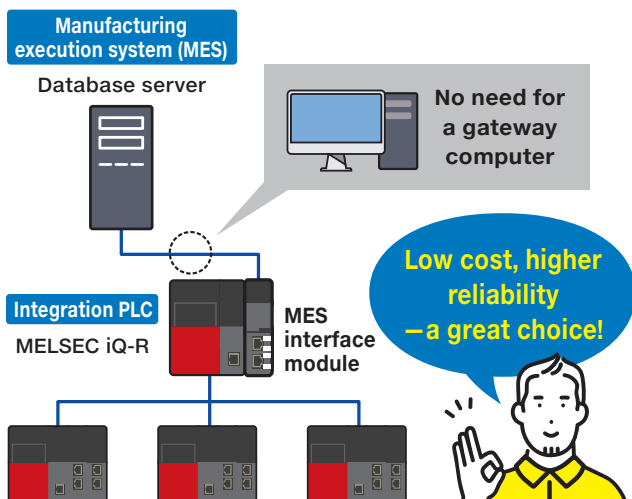 Manufacturing
execution system (MES)
Database server
No need for
a gateway
computer
Low cost, higher
reliability
—a great choice!
Integration PLC
MELSEC iQ-R
MES
interface
module